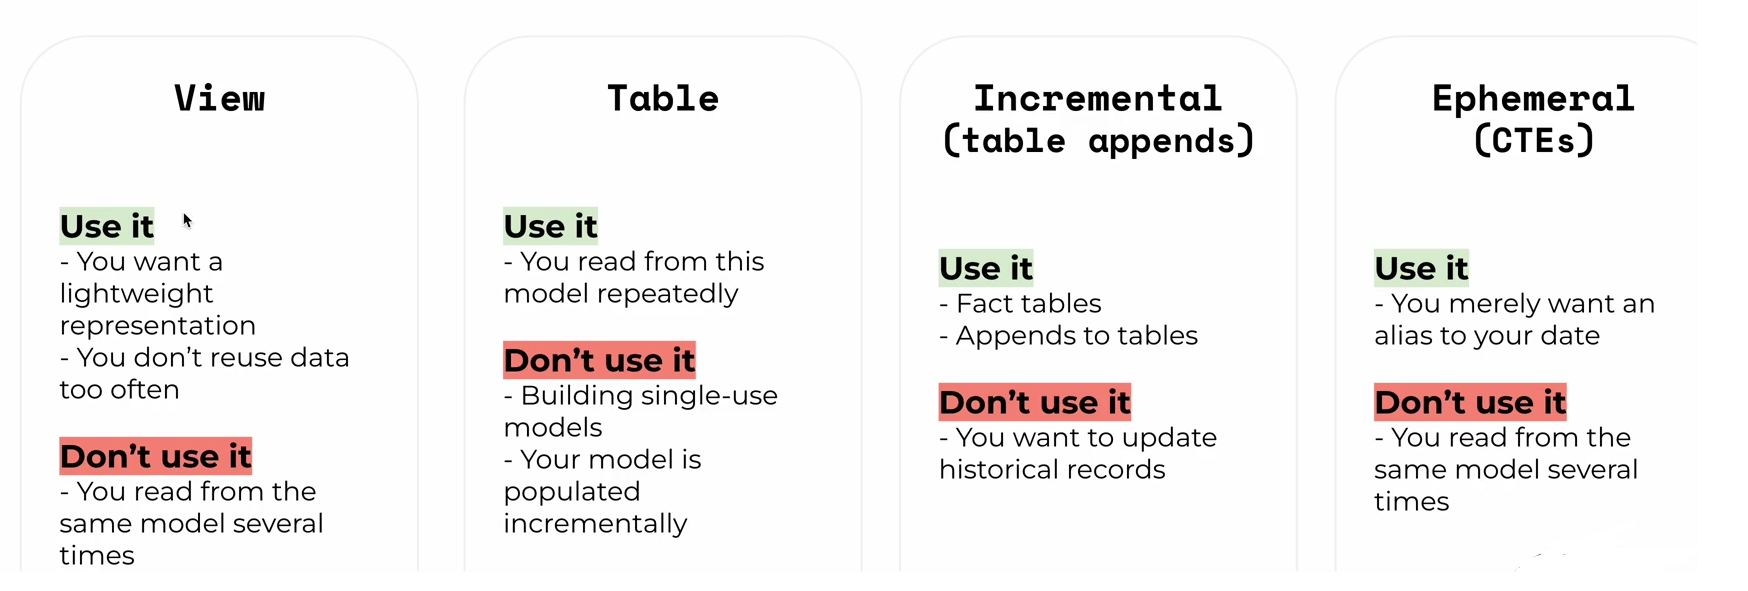 View
Use it
- You want a
lightweight
representation
- You don't reuse data
too often
Don't use it
- You read from the
same model several
times
Table
Use it
- You read from this
model repeatedly
Don't use it
- Building single-use
models
- Your model is
populated
incrementally
Incremental
(table appends)
Use it
- Fact tables
- Appends to tables
Don't use it
- You want to update
historical records
Ephemeral
(CTEs)
Use it
- You merely want an
alias to your date
Don't use it
- You read from the
same model several
times